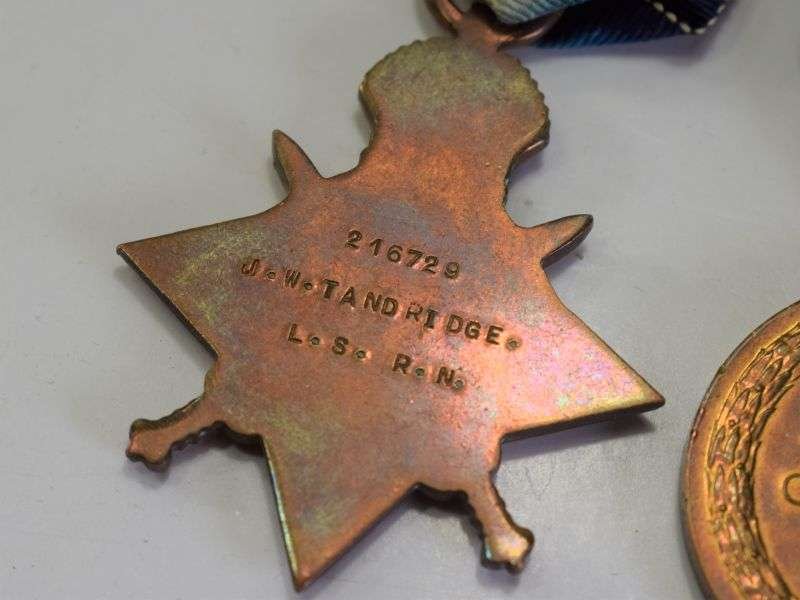 216729
J.W.TANDRIDGE.
L.S. R.N.